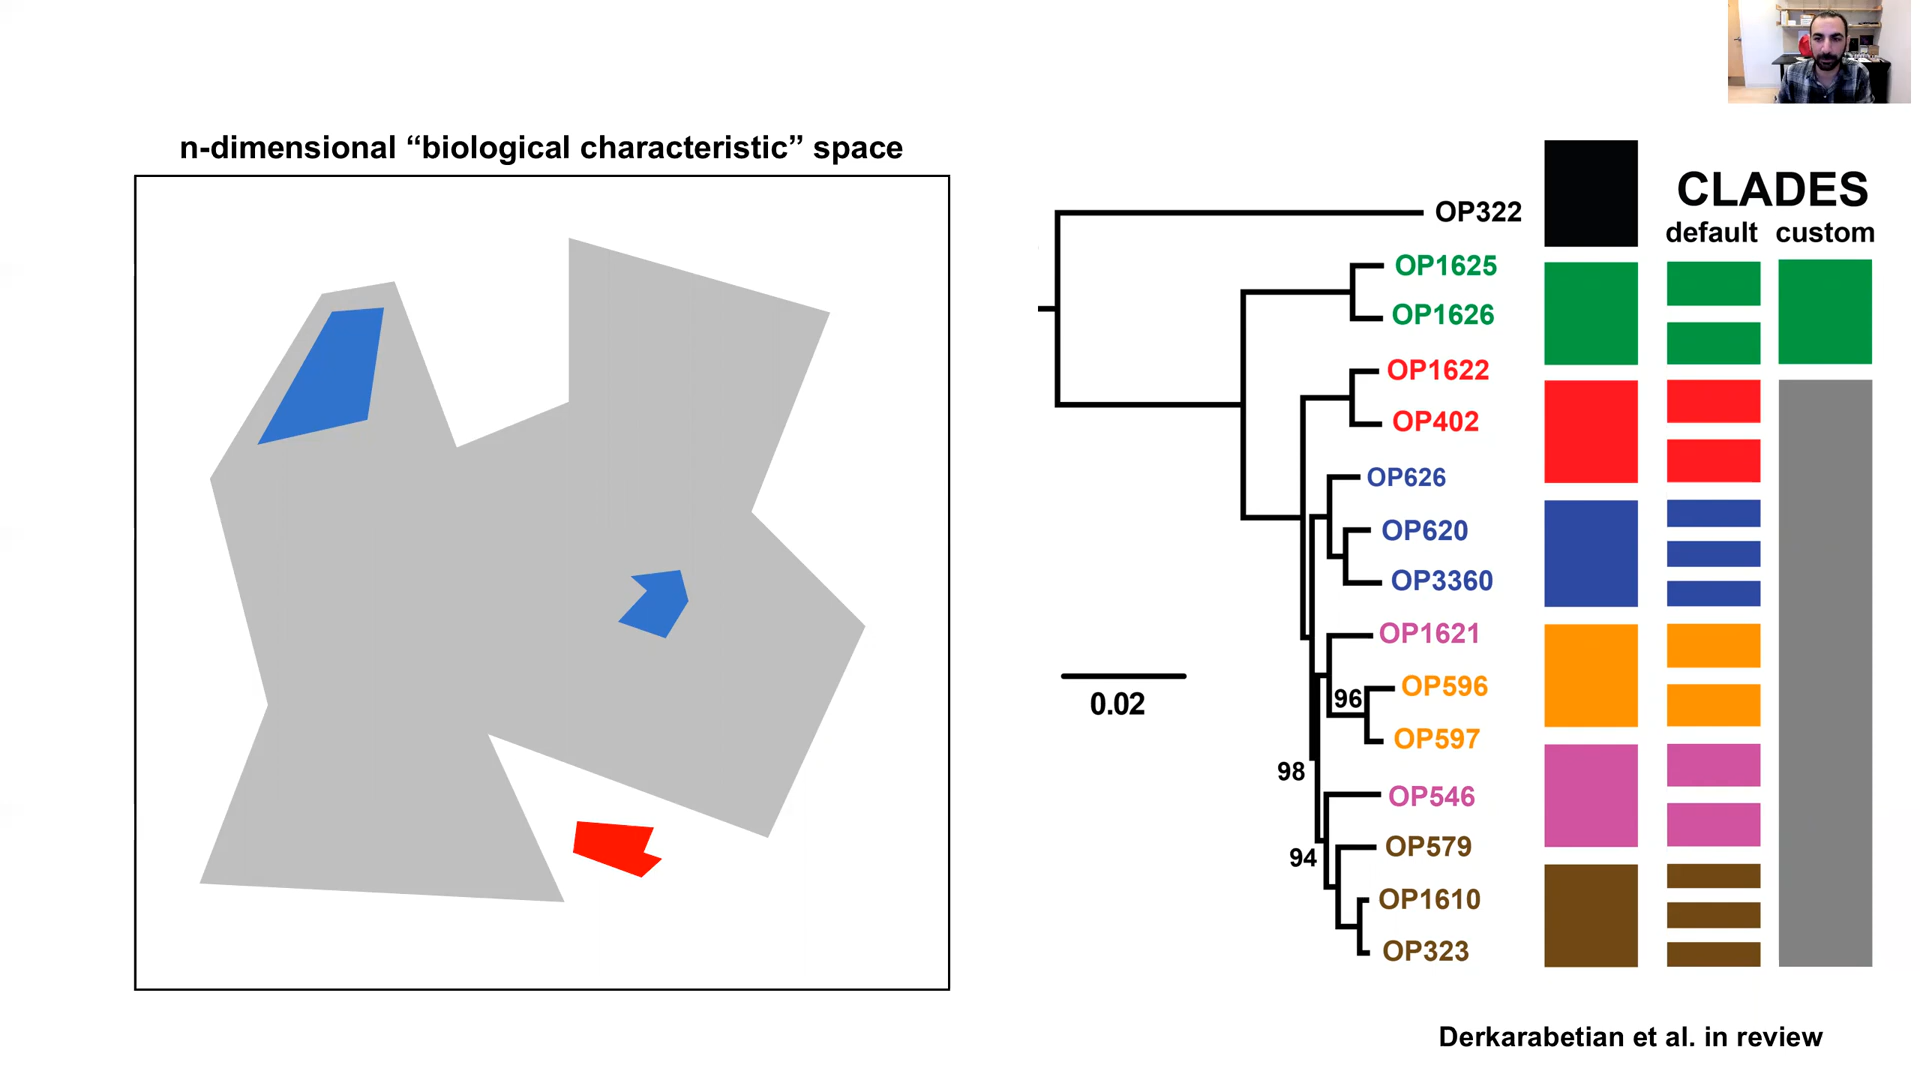 n-dimensional “biological characteristic” space
CLADES
default custom
OP322
OP1625
OP1626
OP1622
OP402
OP626
OP620
OP3360
OP1621
96
OP596
OP597
0.02
98
OP546
94
OP579
OP1610
OP323
Derkarabetian et al. in review